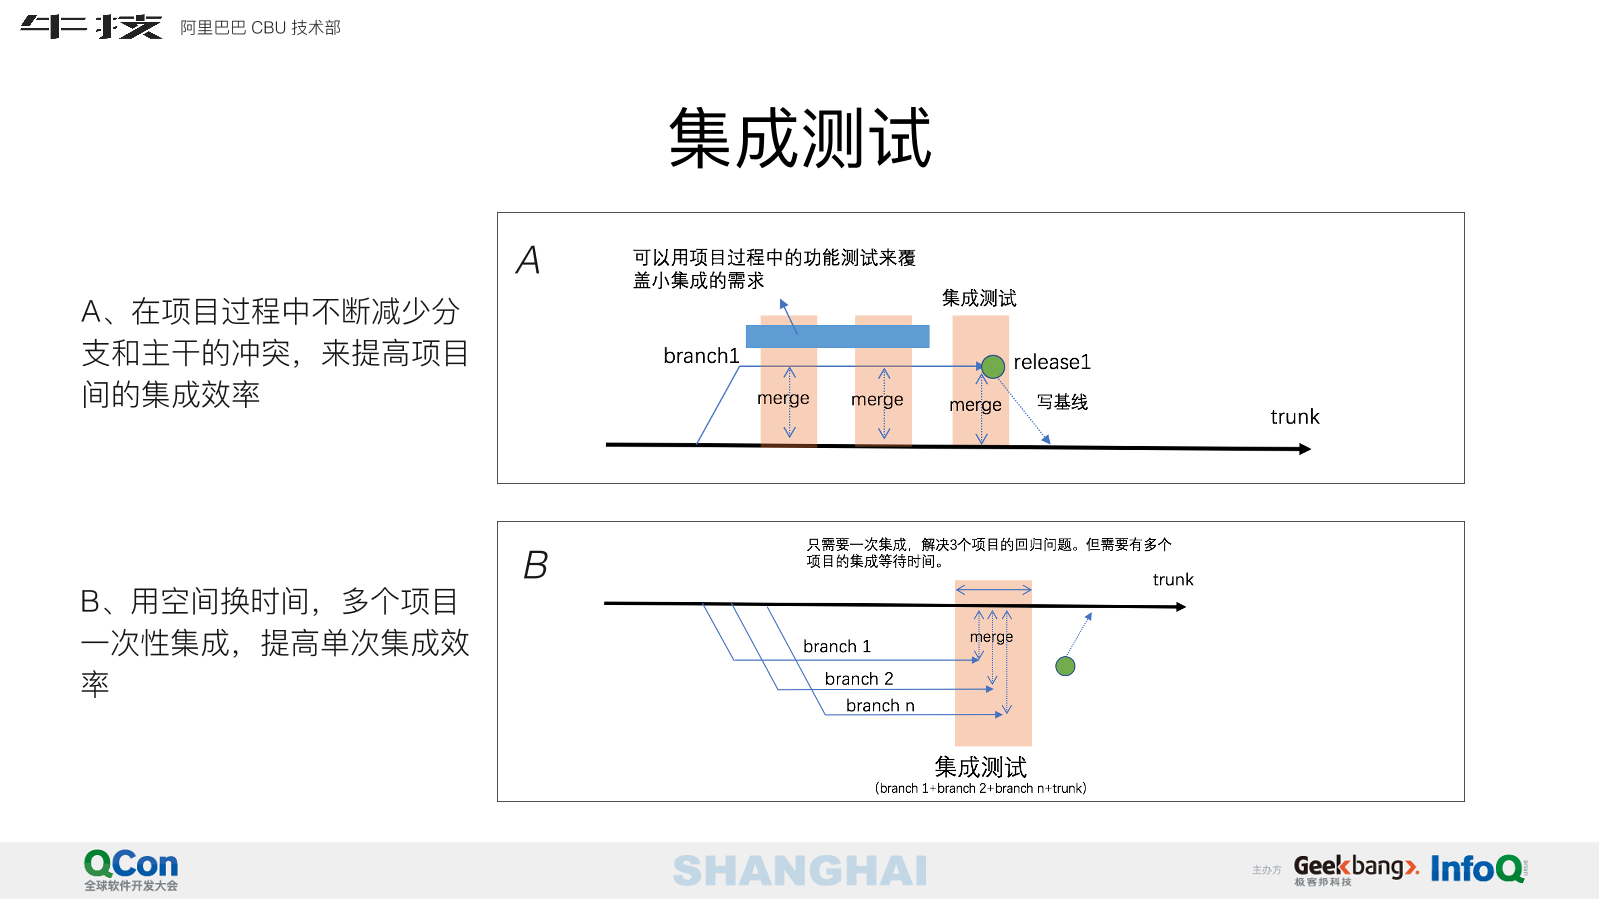 牛技 阿里巴巴 CBU 技术部
集成测试
A、在项目过程中不断减少分
支和主干的冲突，来提高项目
间的集成效率
A
可以用项目过程中的功能测试来覆
盖小集成的需求
集成测试
branch1
release1
merge
merge
merge
写基线
trunk
B、用空间换时间，多个项目
一次性集成，提高单次集成效
率
B
只需要一次集成，解决3个项目的回归问题。但需要有多个
项目的集成等待时间。
trunk
merge
branch 1
branch 2
branch n
集成测试
（branch 1+branch 2+branch n+trunk）
QCon
全球软件开发大会
SHANGHAI
主办方
Geekbang>.
极客邦科技
InfoQ